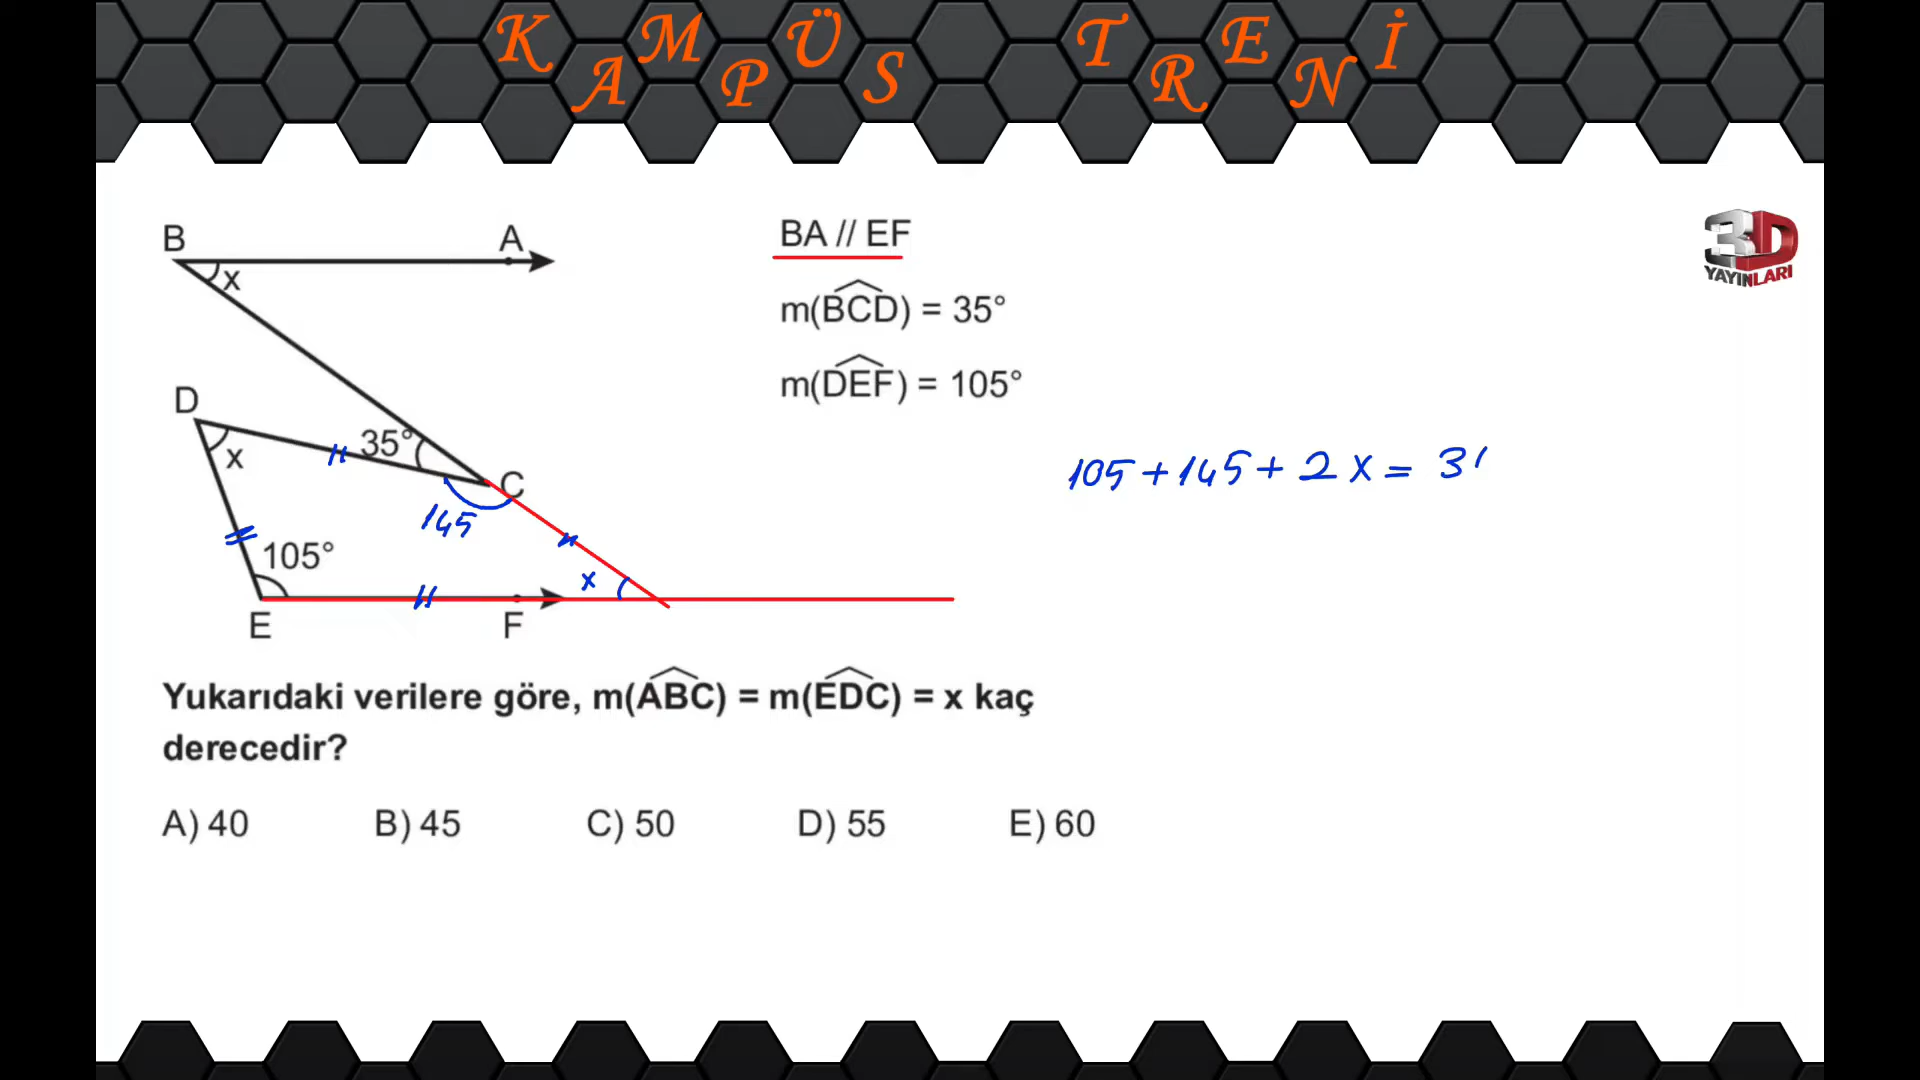 KAMPÜS TRENİ
3D
YAYINLARI
B
A
x
BA // EF
m(BCD) = 35°
m(DEF) = 105°
D
x
35°
C
145
105°
x
E
F
105 + 145 + 2x = 3
Yukarıdaki verilere göre, m(ABC) = m(EDC) = x kaç
derecedir?
A) 40 B) 45 C) 50 D) 55 E) 60